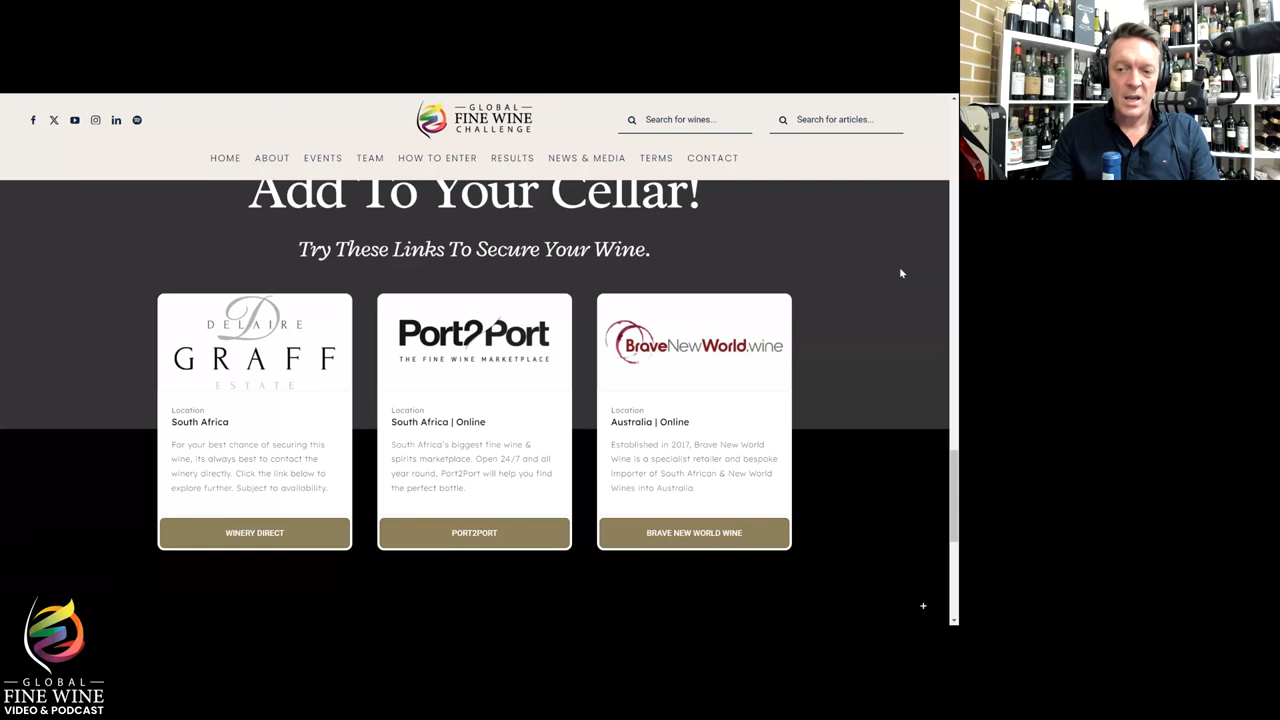 GLOBAL
FINE WINE
CHALLENGE
Search for wines...
Search for articles...
HOME
ABOUT
EVENTS
TEAM
HOW TO ENTER
RESULTS
NEWS & MEDIA
TERMS
CONTACT
Add To Your Cellar!
Try These Links To Secure Your Wine.
D
DELAIRE
GRAFF
ESTATE
Location
South Africa
For your best chance of securing this
wine, its always best to contact the
winery directly. Click the link below to
explore further. Subject to availability.
WINERY DIRECT
Port2Port
THE FINE WINE MARKETPLACE
Location
South Africa | Online
South Africa's biggest fine wine &
spirits marketplace. Open 24/7 and all
year round, Port2Port will help you find
the perfect bottle.
PORT2PORT
BraveNewWorld.wine
Location
Australia | Online
Established in 2017, Brave New World
Wine is a specialist retailer and bespoke
importer of South African & New World
Wines into Australia.
BRAVE NEW WORLD WINE
GLOBAL
FINE WINE
VIDEO & PODCAST